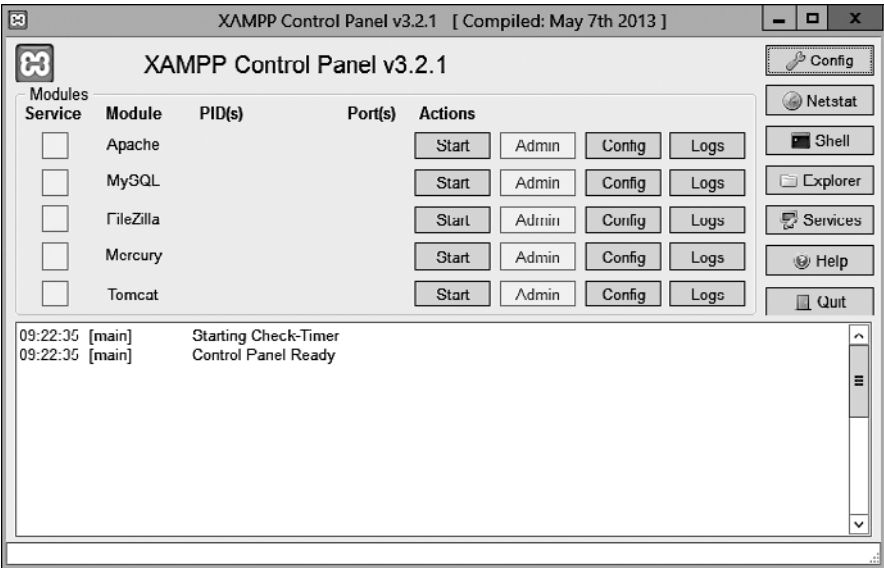 XAMPP Control Panel v3.2.1 [ Compiled: May 7th 2013 ]
XAMPP Control Panel v3.2.1
Config
Netstat
Shell
Explorer
Services
Help
Quit
Modules
Service Module PID(s) Port(s) Actions
Apache Start Admin Config Logs
MySQL Start Admin Config Logs
FileZilla Start Admin Config Logs
Mercury Start Admin Config Logs
Tomcat Start Admin Config Logs
09:22:35 [main] Starting Check-Timer
09:22:35 [main] Control Panel Ready